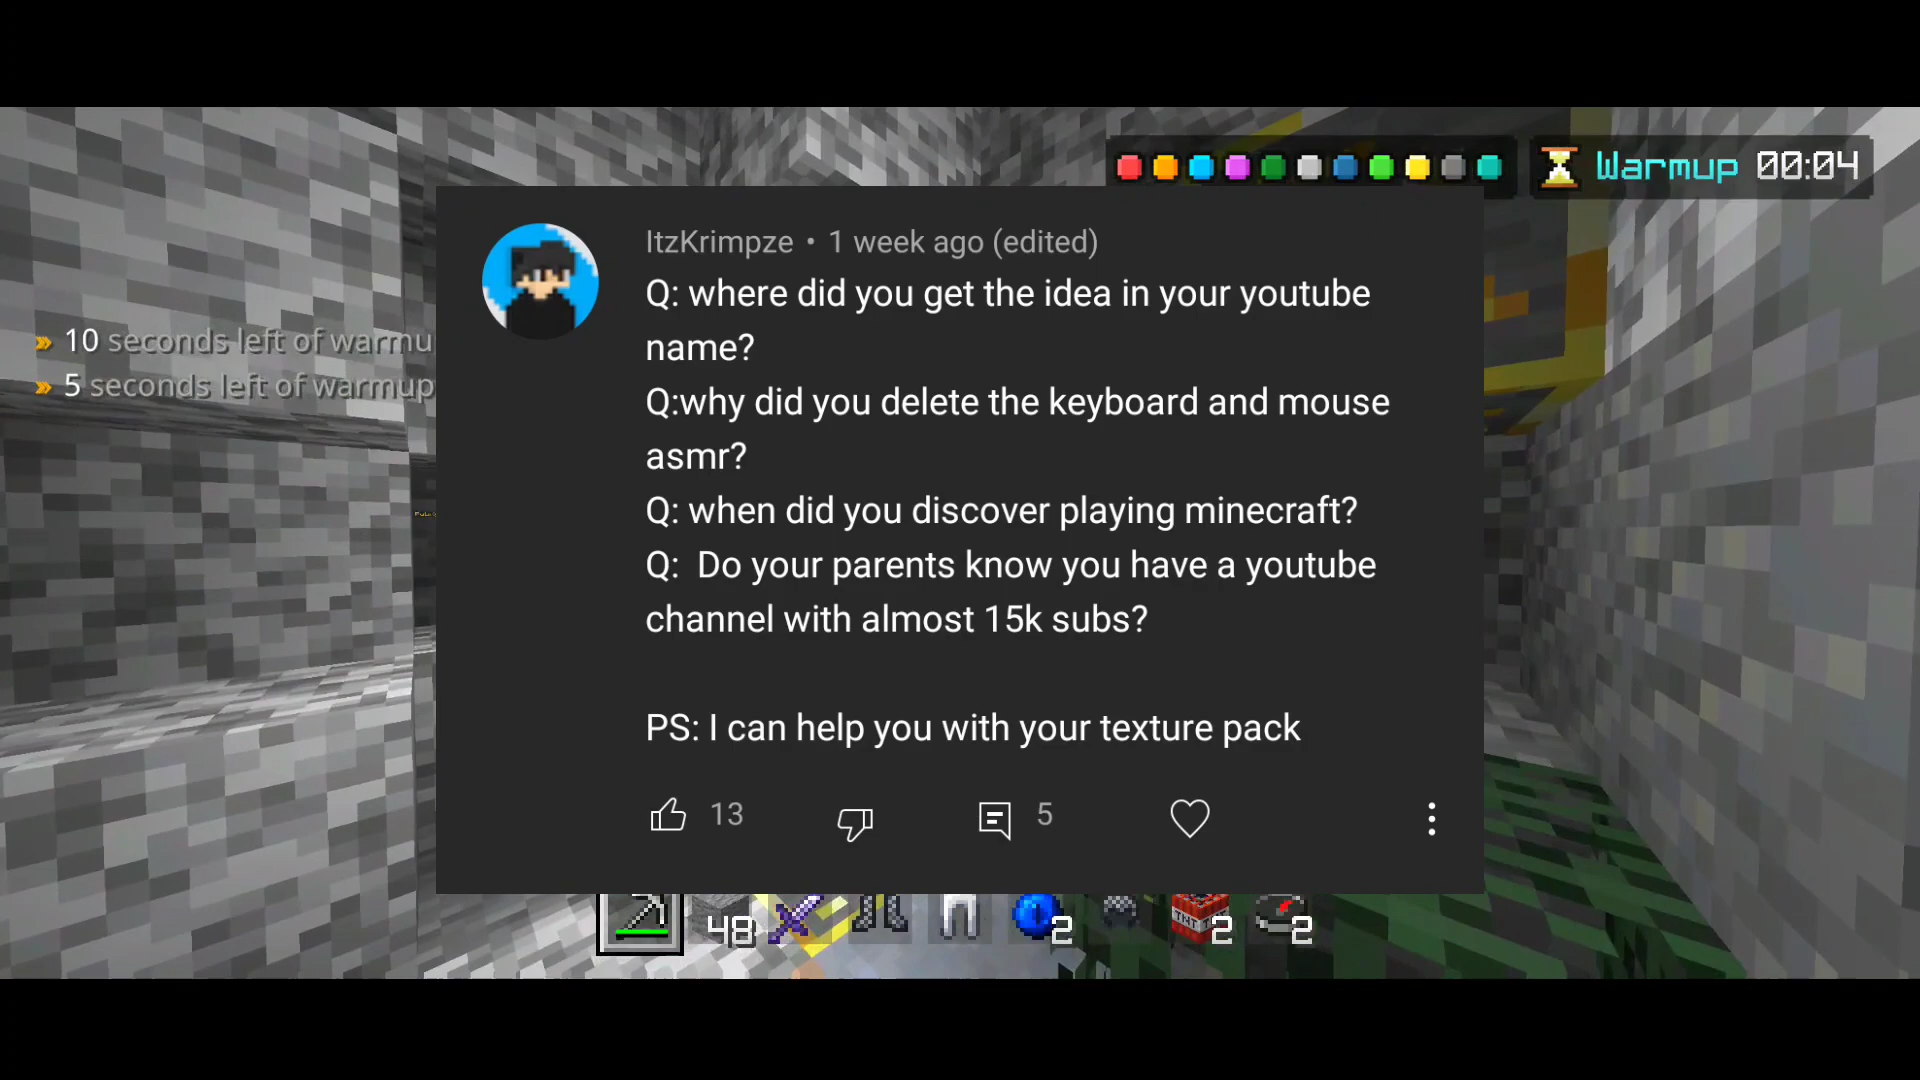 Warmup 00:04
10 seconds left of warmu
5 seconds left of warmup
ItzKrimpze • 1 week ago (edited)
Q: where did you get the idea in your youtube
name?
Q:why did you delete the keyboard and mouse
asmr?
Q: when did you discover playing minecraft?
Q:  Do your parents know you have a youtube
channel with almost 15k subs?
PS: I can help you with your texture pack
13
5
48
2
TNT
2
2